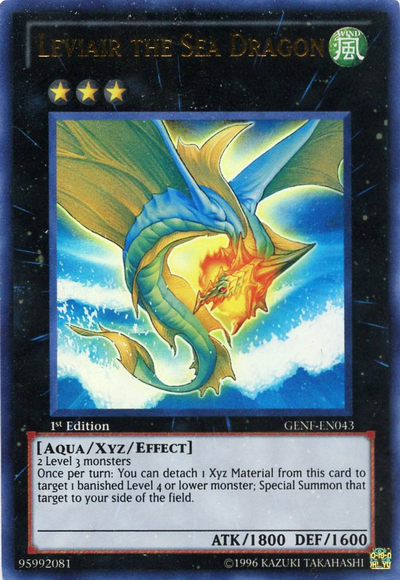 Leviair the Sea Dragon
WIND
風
1st Edition
GENF-EN043
[Aqua/Xyz/Effect]
2 Level 3 monsters
Once per turn: You can detach 1 Xyz Material from this card to
target 1 banished Level 4 or lower monster; Special Summon that
target to your side of the field.
ATK/1800 DEF/1600
95992081
©1996 KAZUKI TAKAHASHI